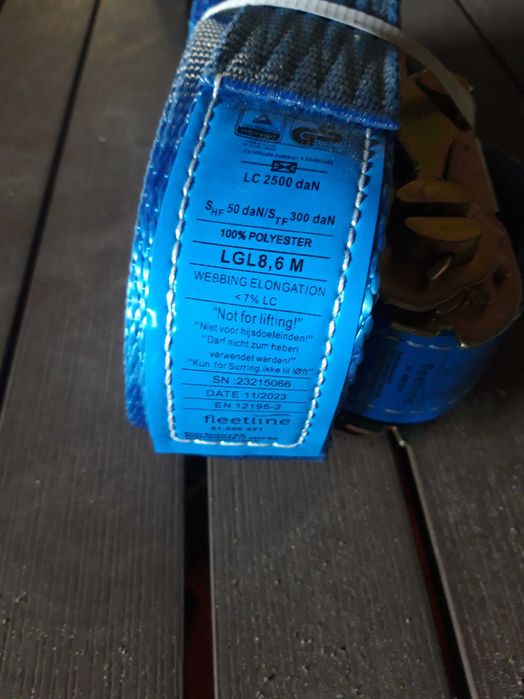 LC 2500 daN
SHF 50 daN/STF 300 daN
100% POLYESTER
LGL8,6 M
WEBBING ELONGATION
< 7% LC
"Not for lifting!"
"Niet voor hijsdoeleinden!"
"Darf nicht zum heben
verwendet werden!"
"Kun for Surring.ikke til løft"
SN :23215066
DATE 11/2023
EN 12195-2
fleetline